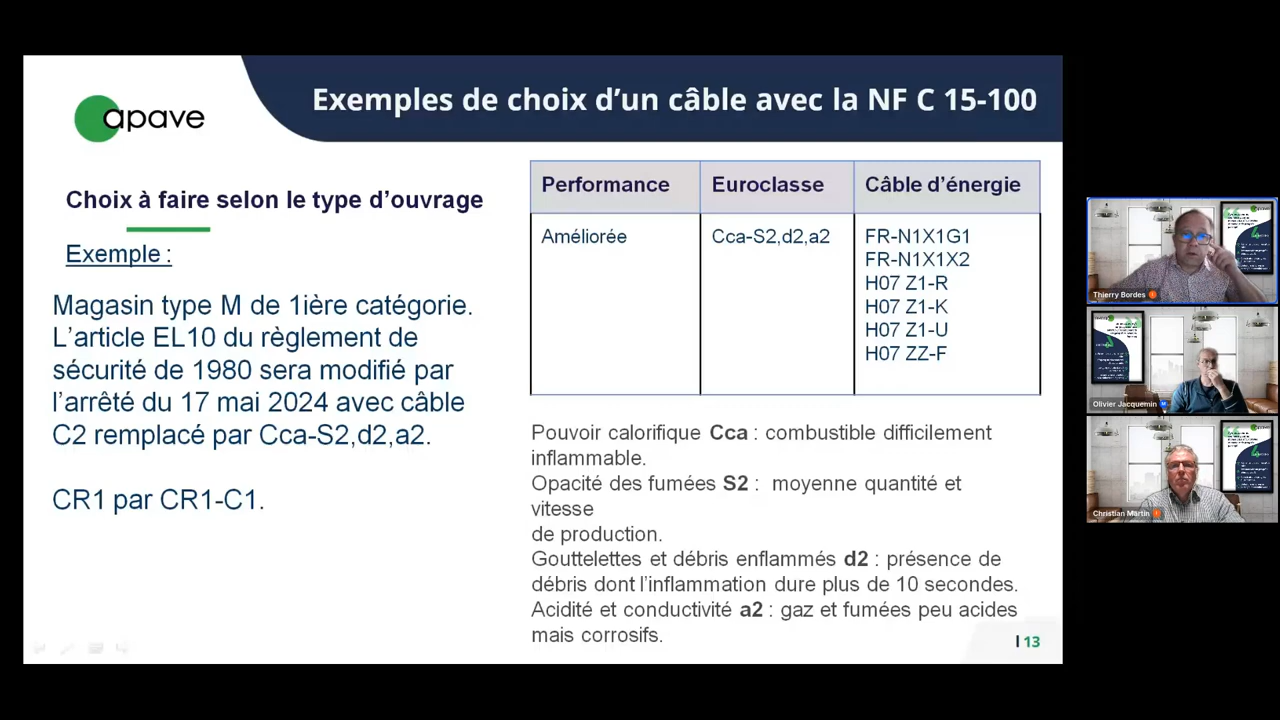 apave
Exemples de choix d’un câble avec la NF C 15-100
Choix à faire selon le type d’ouvrage
Exemple :
Magasin type M de 1ière catégorie.
L’article EL10 du règlement de
sécurité de 1980 sera modifié par
l’arrêté du 17 mai 2024 avec câble
C2 remplacé par Cca-S2,d2,a2.
CR1 par CR1-C1.
Performance Euroclasse Câble d’énergie
Améliorée Cca-S2,d2,a2 FR-N1X1G1
FR-N1X1X2
H07 Z1-R
H07 Z1-K
H07 Z1-U
H07 ZZ-F
Pouvoir calorifique Cca : combustible difficilement
inflammable.
Opacité des fumées S2 : moyenne quantité et
vitesse
de production.
Gouttelettes et débris enflammés d2 : présence de
débris dont l’inflammation dure plus de 10 secondes.
Acidité et conductivité a2 : gaz et fumées peu acides
mais corrosifs.
I 13
Thierry Bordes
Olivier Jacquemin
Christian Martin